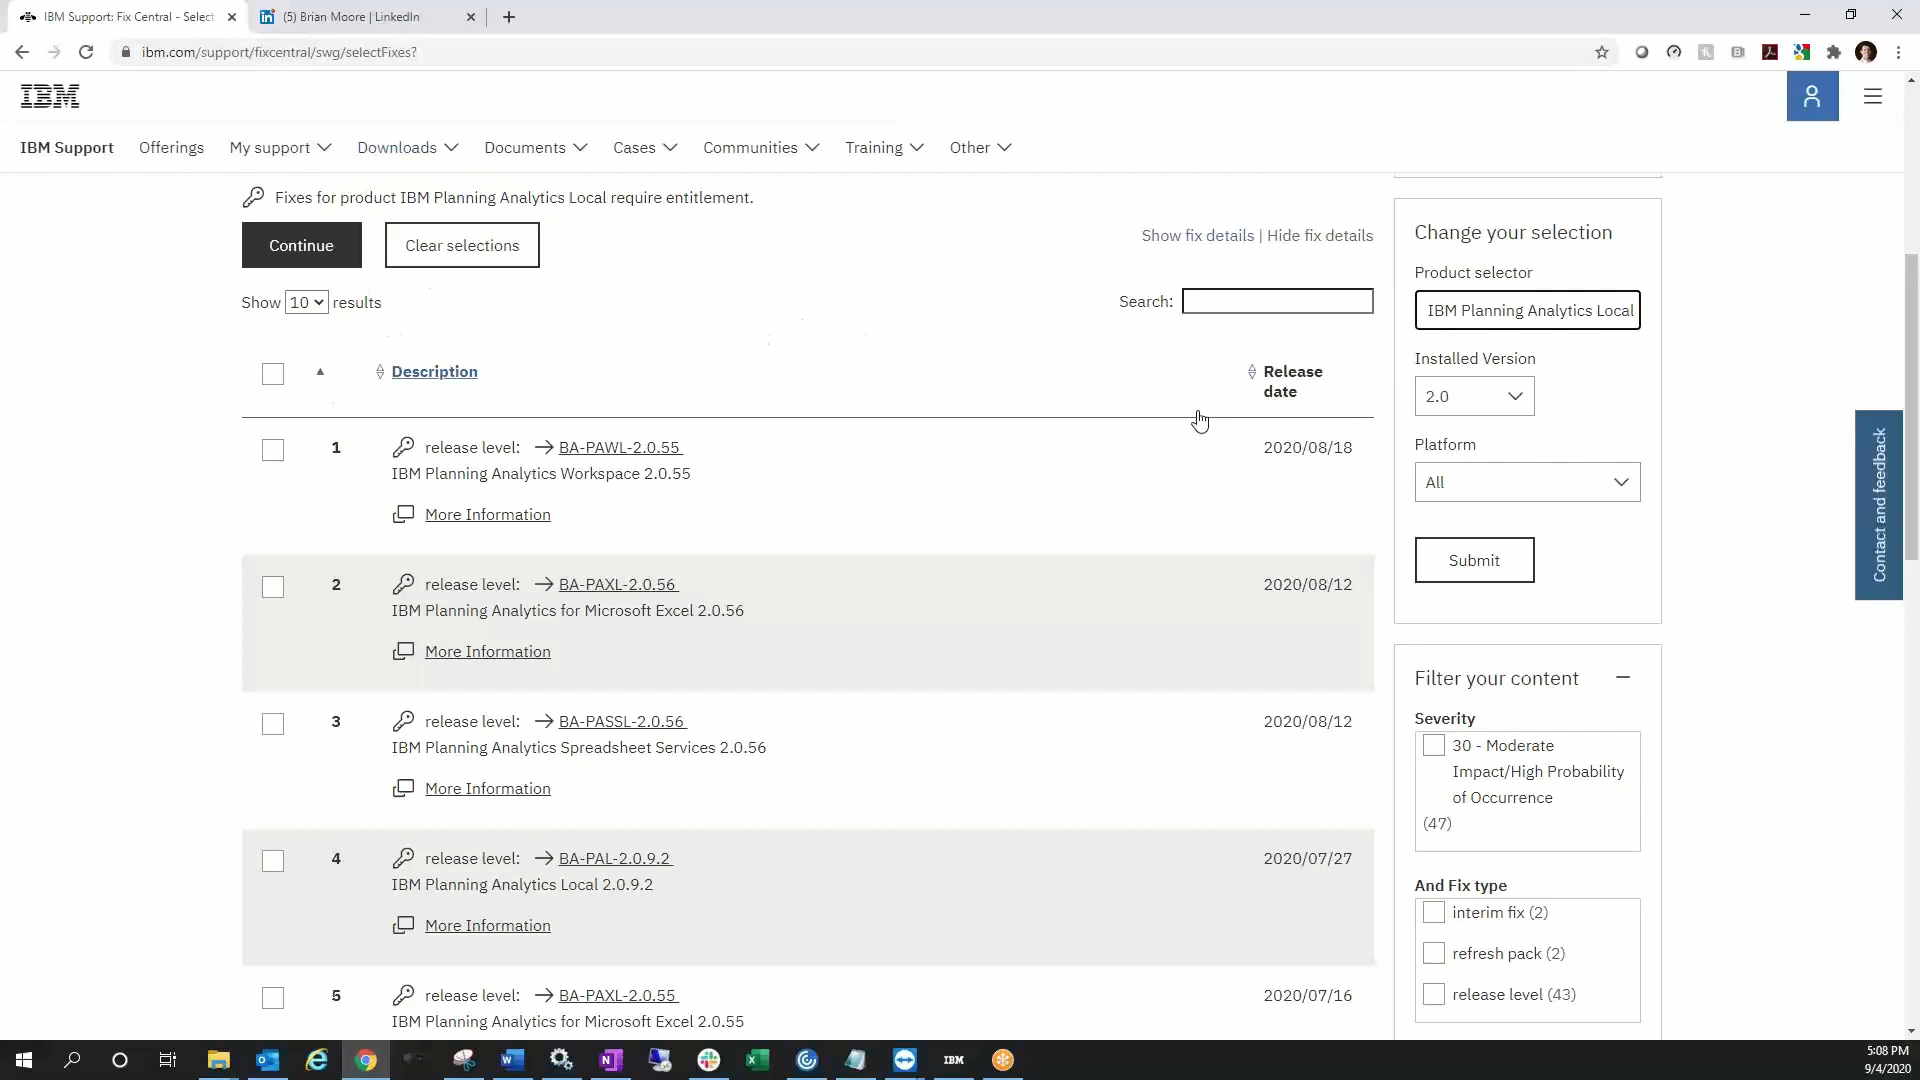 IBM Support: Fix Central - Select
(5) Brian Moore | LinkedIn
ibm.com/support/fixcentral/swg/selectFixes?
IBM
IBM Support
Offerings
My support
Downloads
Documents
Cases
Communities
Training
Other
Fixes for product IBM Planning Analytics Local require entitlement.
Continue
Clear selections
Show fix details | Hide fix details
Show 10 results
Search:
Description
Release date
1
release level: BA-PAWL-2.0.55
2020/08/18
IBM Planning Analytics Workspace 2.0.55
More Information
2
release level: BA-PAXL-2.0.56
2020/08/12
IBM Planning Analytics for Microsoft Excel 2.0.56
More Information
3
release level: BA-PASSL-2.0.56
2020/08/12
IBM Planning Analytics Spreadsheet Services 2.0.56
More Information
4
release level: BA-PAL-2.0.9.2
2020/07/27
IBM Planning Analytics Local 2.0.9.2
More Information
5
release level: BA-PAXL-2.0.55
2020/07/16
IBM Planning Analytics for Microsoft Excel 2.0.55
Change your selection
Product selector
IBM Planning Analytics Local
Installed Version
2.0
Platform
All
Submit
Filter your content
Severity
30 - Moderate
Impact/High Probability
of Occurrence
(47)
And Fix type
interim fix (2)
refresh pack (2)
release level (43)
Contact and feedback
IBM
5:08 PM
9/4/2020